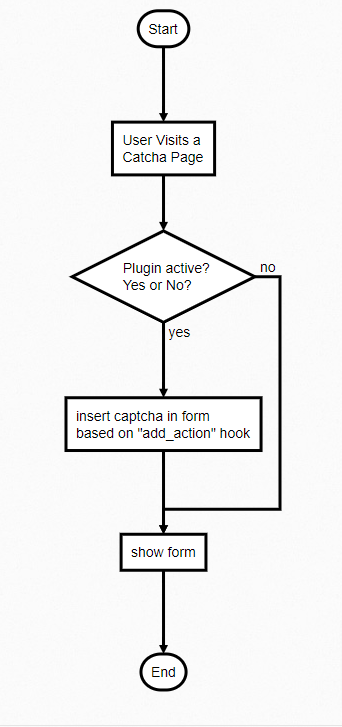 Start
User Visits a
Catcha Page
Plugin active?
Yes or No?
no
yes
insert captcha in form
based on "add_action" hook
show form
End